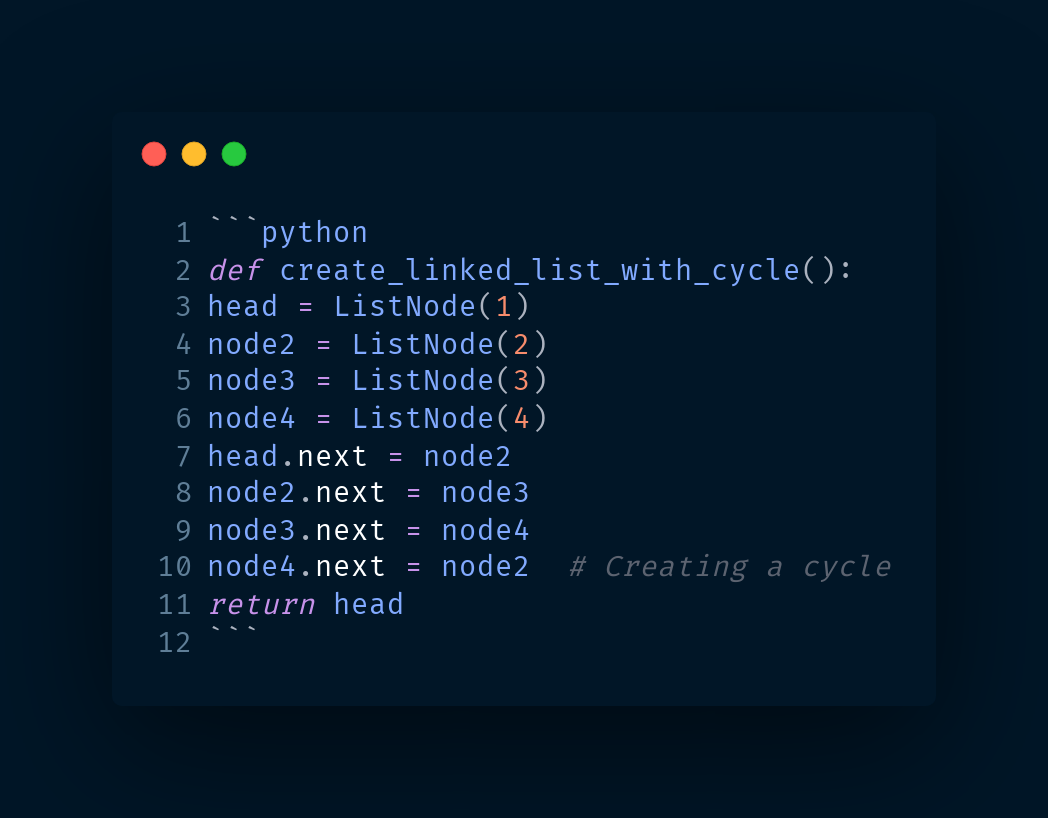 1 ```python
2 def create_linked_list_with_cycle():
3 head = ListNode(1)
4 node2 = ListNode(2)
5 node3 = ListNode(3)
6 node4 = ListNode(4)
7 head.next = node2
8 node2.next = node3
9 node3.next = node4
10 node4.next = node2  # Creating a cycle
11 return head
12 ```